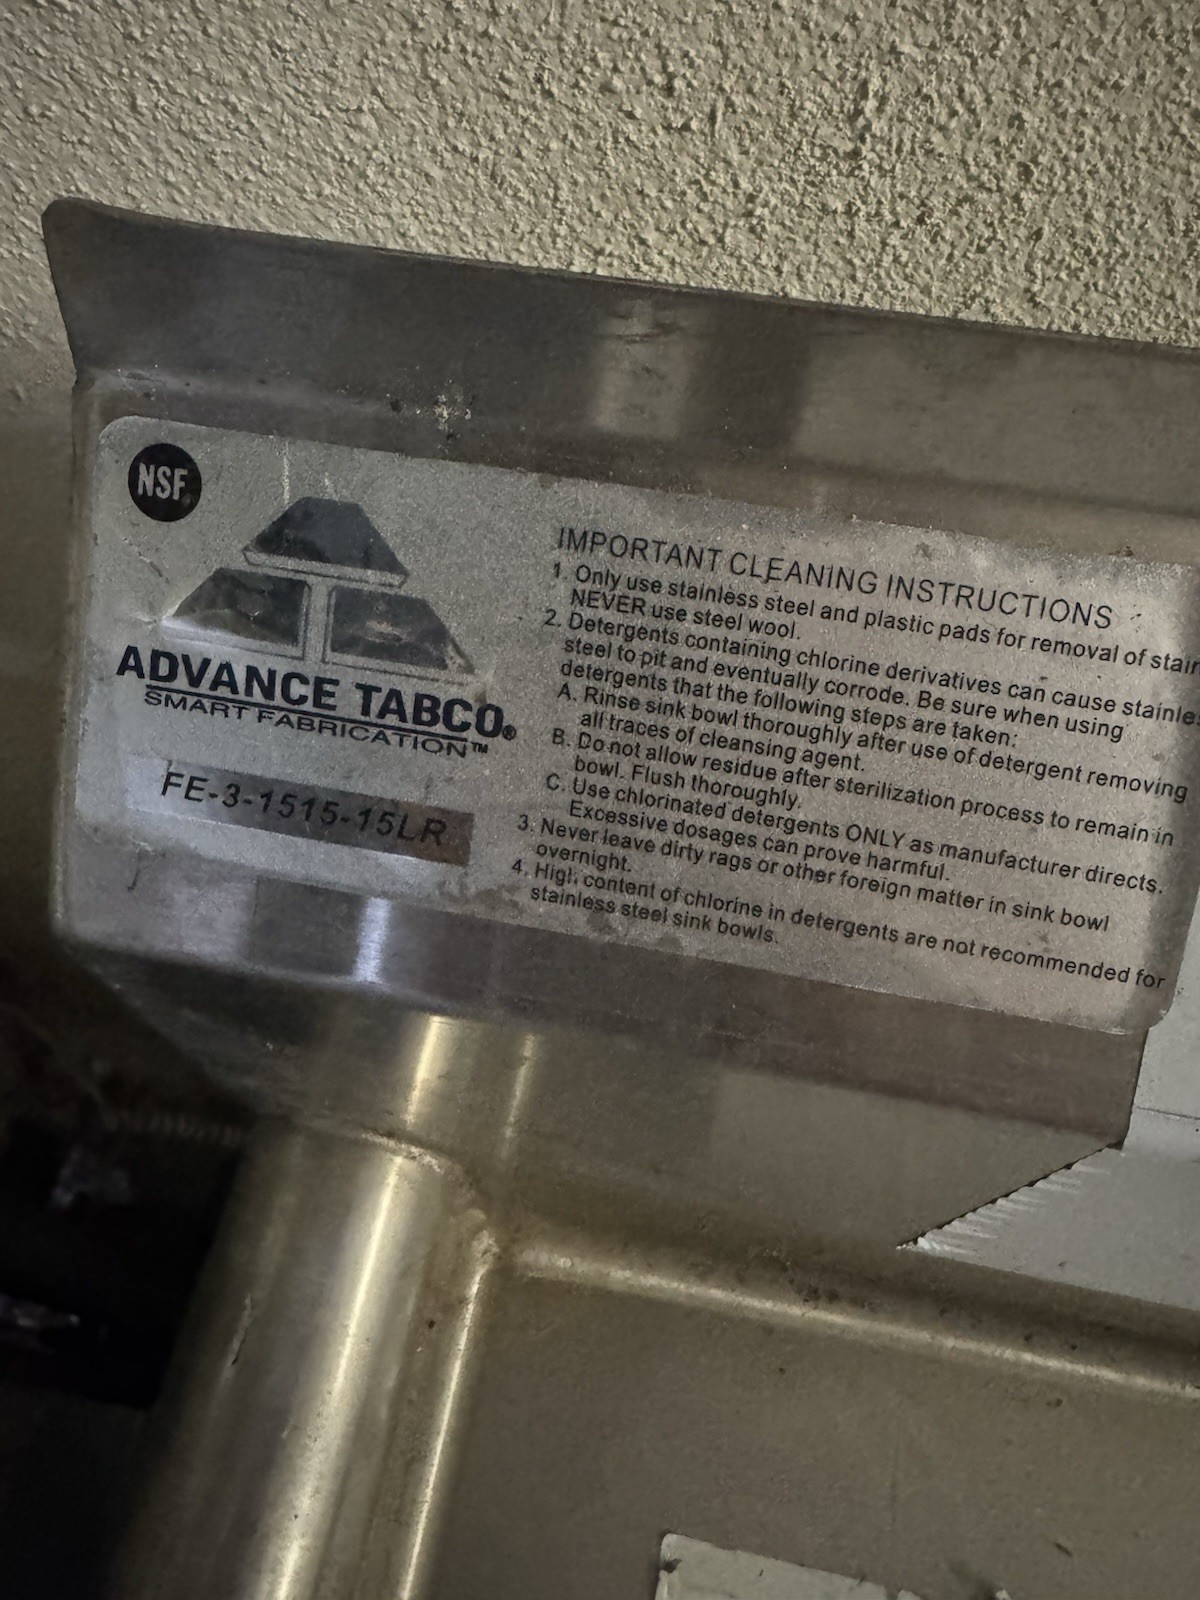 NSF
ADVANCE TABCO®
SMART FABRICATION™
FE-3-1515-15LR
IMPORTANT CLEANING INSTRUCTIONS
1. Only use stainless steel and plastic pads for removal of stain
NEVER use steel wool.
2. Detergents containing chlorine derivatives can cause stainles
steel to pit and eventually corrode. Be sure when using
detergents that the following steps are taken:
A. Rinse sink bowl thoroughly after use of detergent removing
all traces of cleansing agent.
B. Do not allow residue after sterilization process to remain in
bowl. Flush thoroughly.
C. Use chlorinated detergents ONLY as manufacturer directs.
Excessive dosages can prove harmful.
3. Never leave dirty rags or other foreign matter in sink bowl
overnight.
4. High content of chlorine in detergents are not recommended for
stainless steel sink bowls.